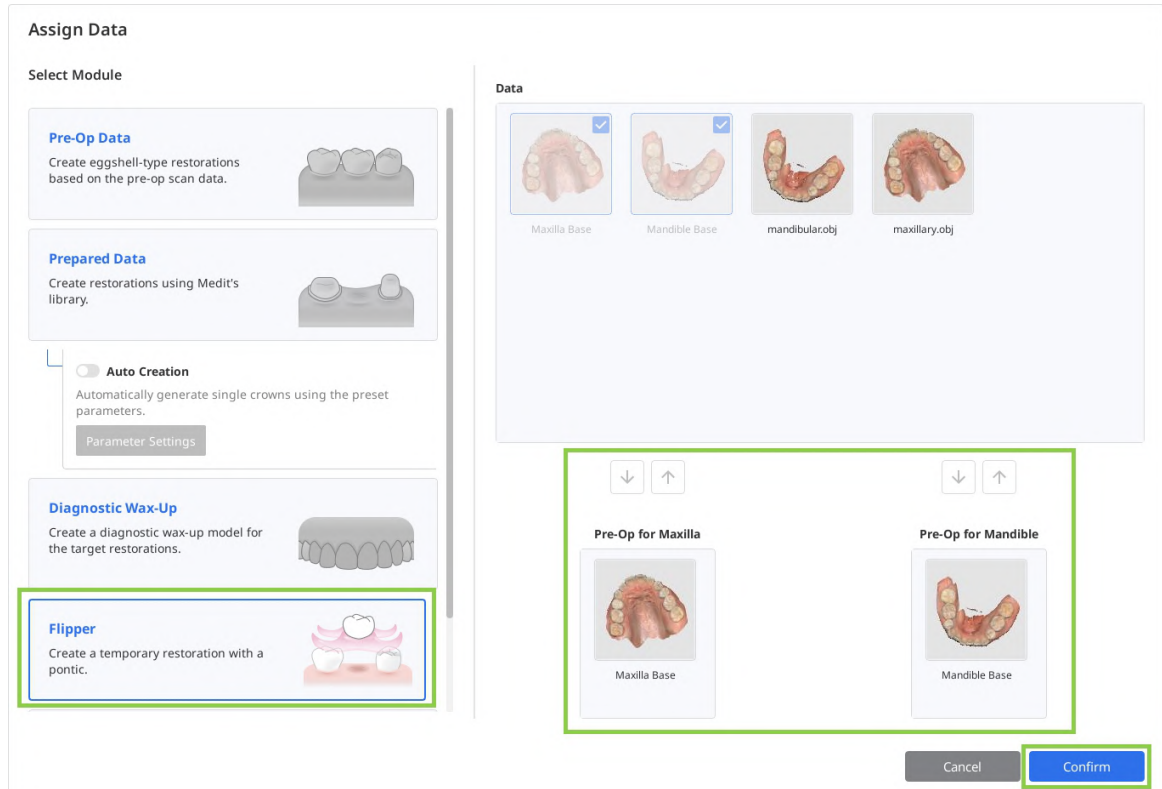 Assign Data
Select Module
Pre-Op Data
Create eggshell-type restorations
based on the pre-op scan data.
Prepared Data
Create restorations using Medit's
library.
Auto Creation
Automatically generate single crowns using the preset
parameters.
Parameter Settings
Diagnostic Wax-Up
Create a diagnostic wax-up model for
the target restorations.
Flipper
Create a temporary restoration with a
pontic.
Data
Maxilla Base
Mandible Base
mandibular.obj
maxillary.obj
Pre-Op for Maxilla
Pre-Op for Mandible
Maxilla Base
Mandible Base
Cancel
Confirm